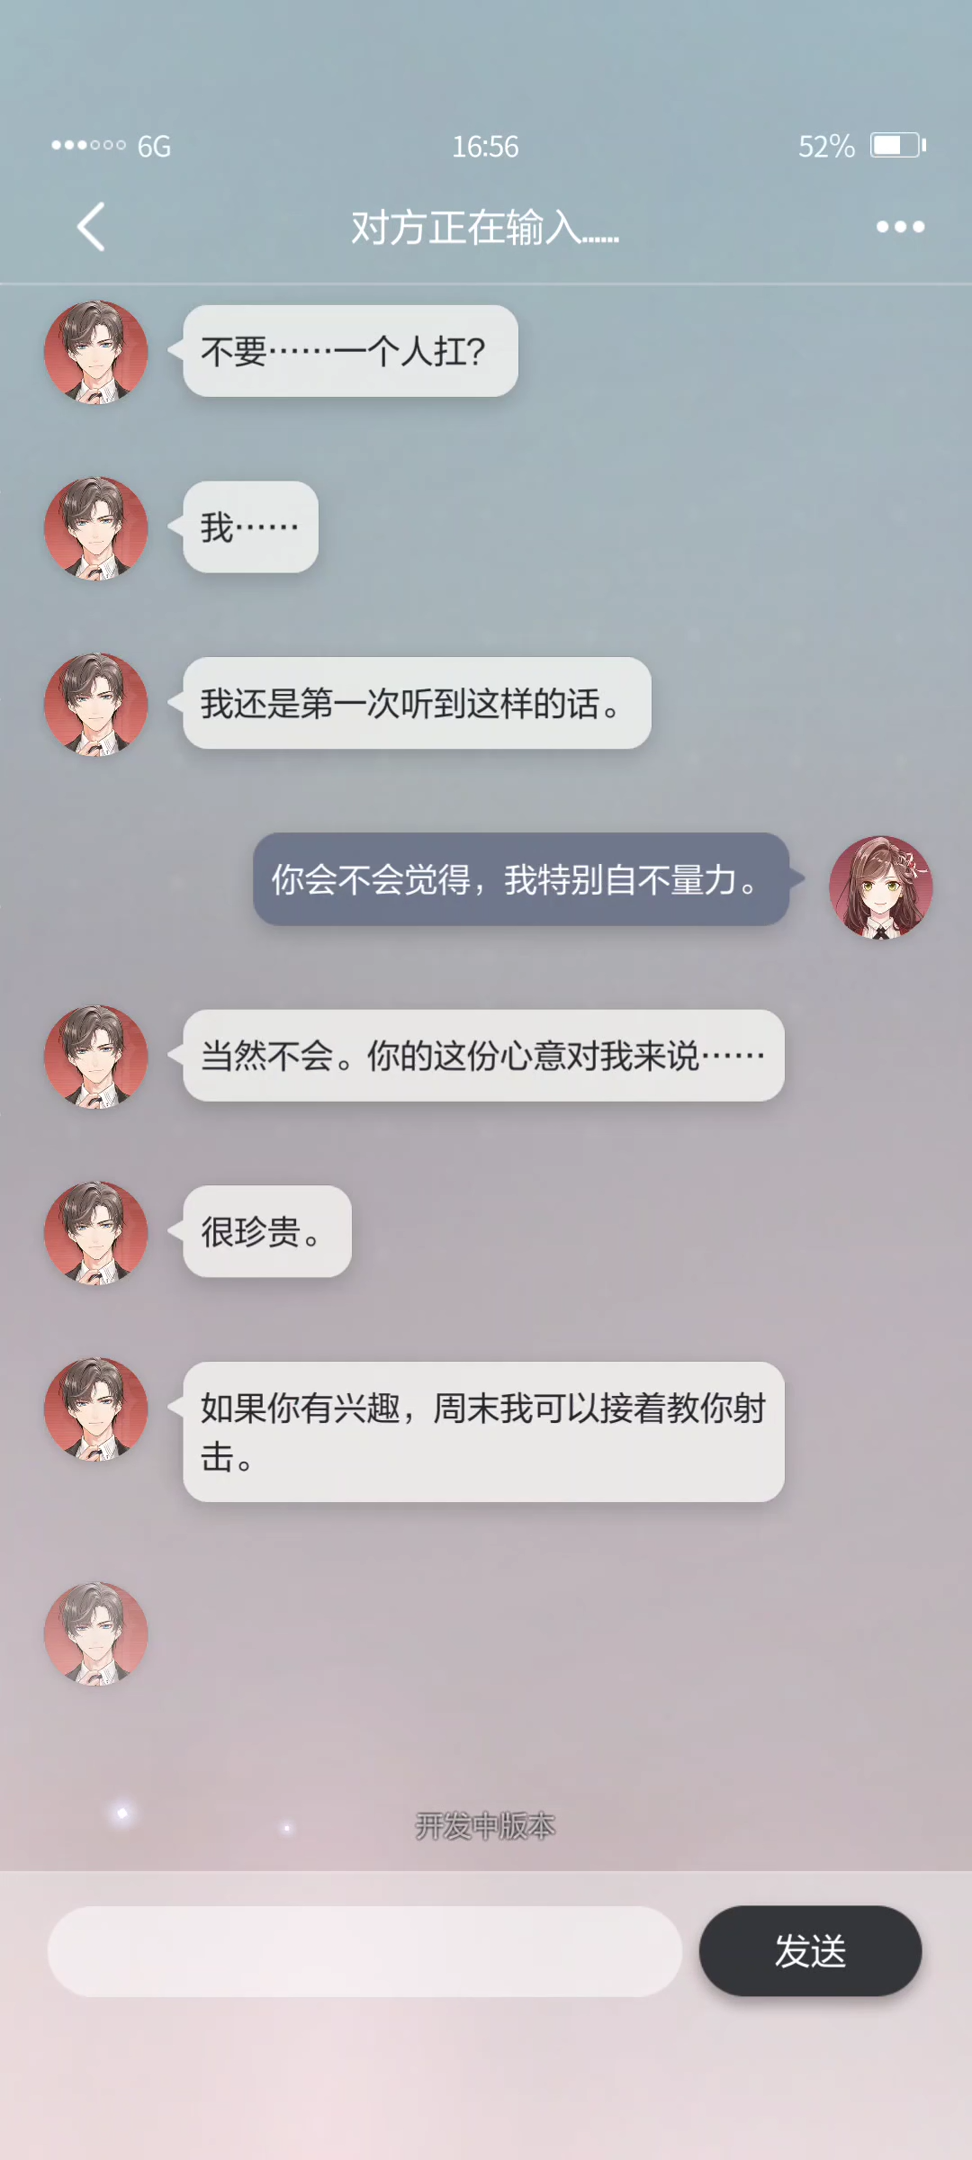 6G
16:56
52%
对方正在输入......
不要……一个人扛？
我……
我还是第一次听到这样的话。
你会不会觉得，我特别自不量力。
当然不会。你的这份心意对我来说……
很珍贵。
如果你有兴趣，周末我可以接着教你射
击。
开发中版本
发送